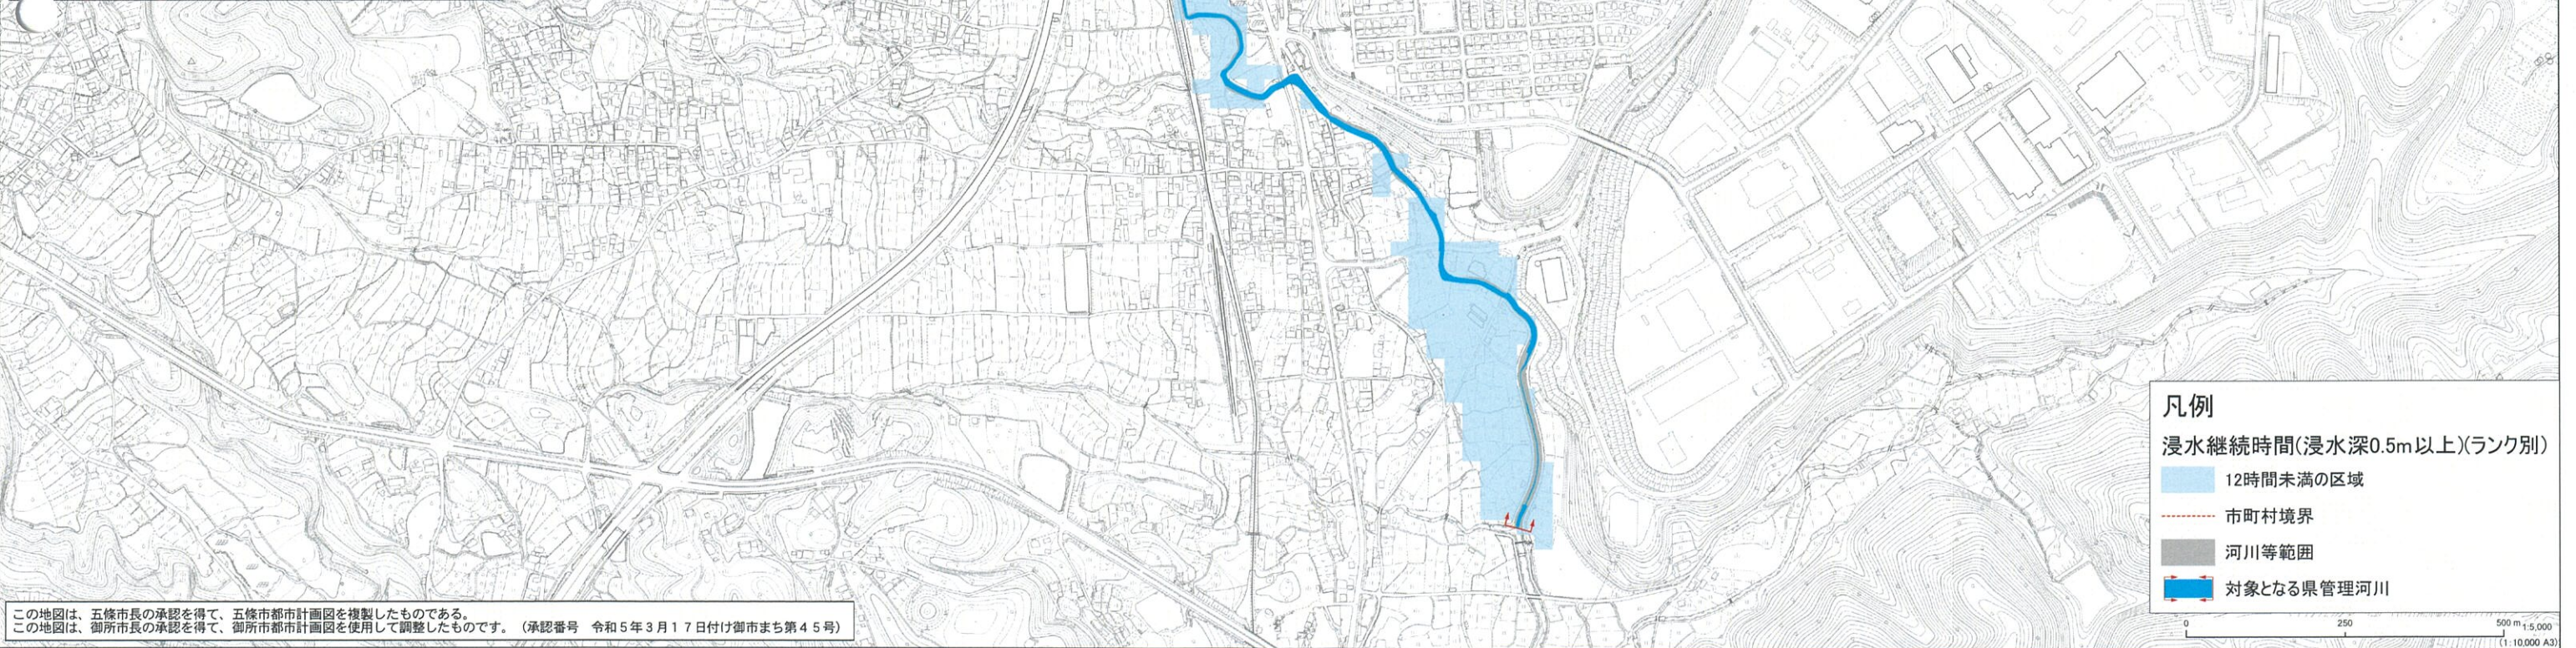 凡例
浸水継続時間(浸水深0.5m以上)(ランク別)
12時間未満の区域
市町村境界
河川等範囲
対象となる県管理河川
この地図は、五條市長の承認を得て、五條市都市計画図を複製したものである。
この地図は、御所市長の承認を得て、御所市都市計画図を使用して調整したものです。（承認番号　令和5年3月17日付け御市まち第45号）
0 250 500 m 1:5,000
(1:10,000 A3)